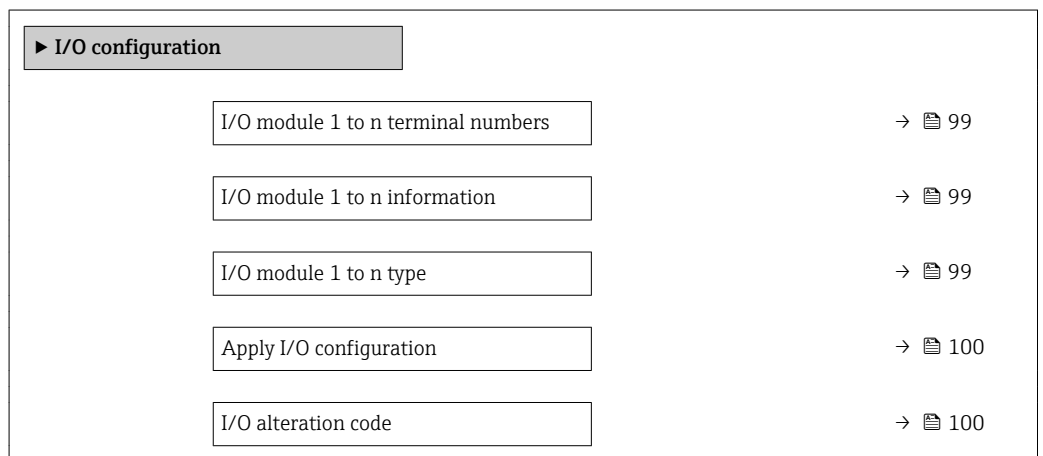 ▶ I/O configuration
I/O module 1 to n terminal numbers → 99
I/O module 1 to n information → 99
I/O module 1 to n type → 99
Apply I/O configuration → 100
I/O alteration code → 100